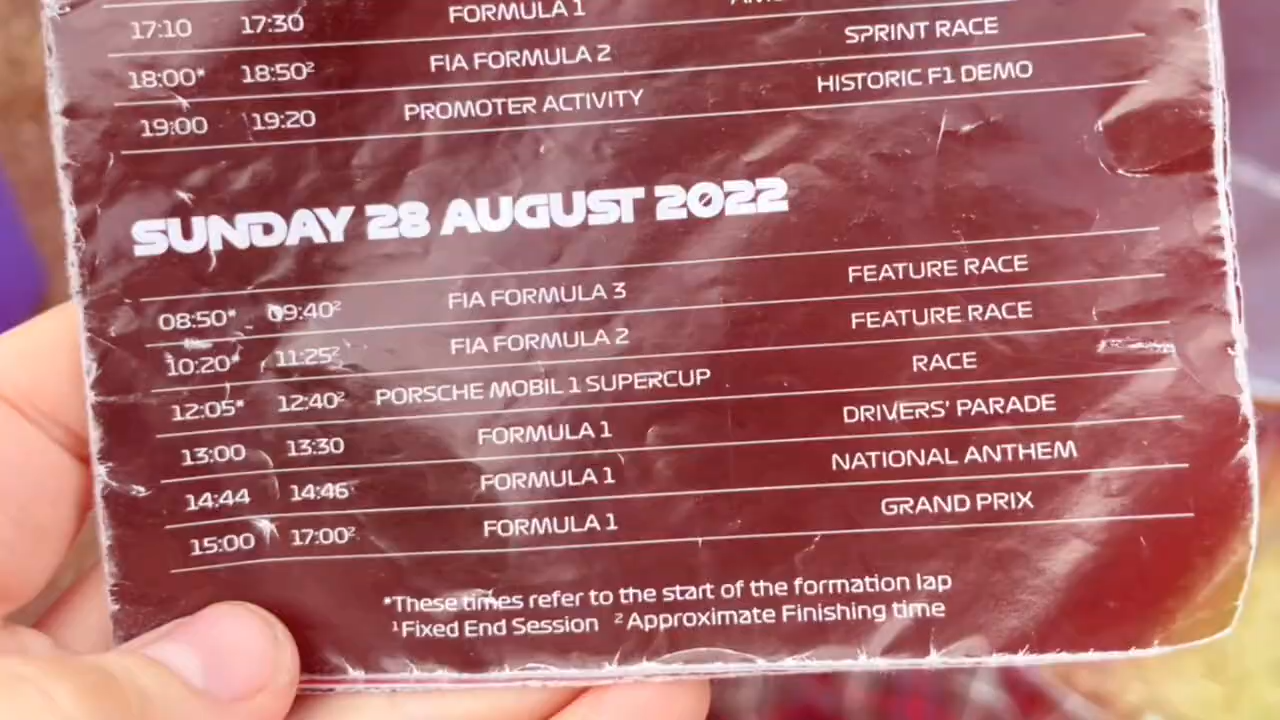 17:10 17:30 FORMULA 1
18:00* 18:50² FIA FORMULA 2 SPRINT RACE
19:00 19:20 PROMOTER ACTIVITY HISTORIC F1 DEMO
SUNDAY 28 AUGUST 2022
08:50* 09:40² FIA FORMULA 3 FEATURE RACE
10:20* 11:25² FIA FORMULA 2 FEATURE RACE
12:05* 12:40² PORSCHE MOBIL 1 SUPERCUP RACE
13:00 13:30 FORMULA 1 DRIVERS' PARADE
14:44 14:46 FORMULA 1 NATIONAL ANTHEM
15:00 17:00² FORMULA 1 GRAND PRIX
*These times refer to the start of the formation lap
¹Fixed End Session ²Approximate Finishing time